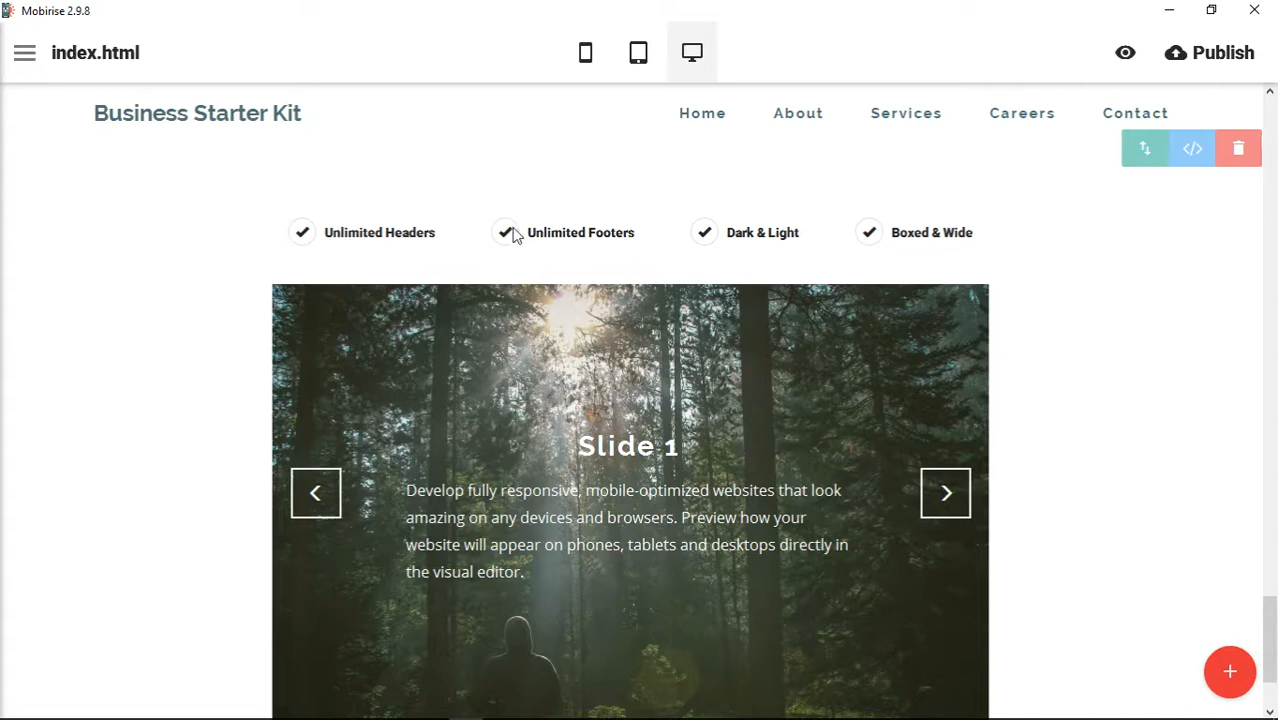 Mobirise 2.9.8
index.html
Publish
Business Starter Kit
Home About Services Careers Contact
</>
Unlimited Headers Unlimited Footers Dark & Light Boxed & Wide
Slide 1
Develop fully responsive, mobile-optimized websites that look
amazing on any devices and browsers. Preview how your
website will appear on phones, tablets and desktops directly in
the visual editor.